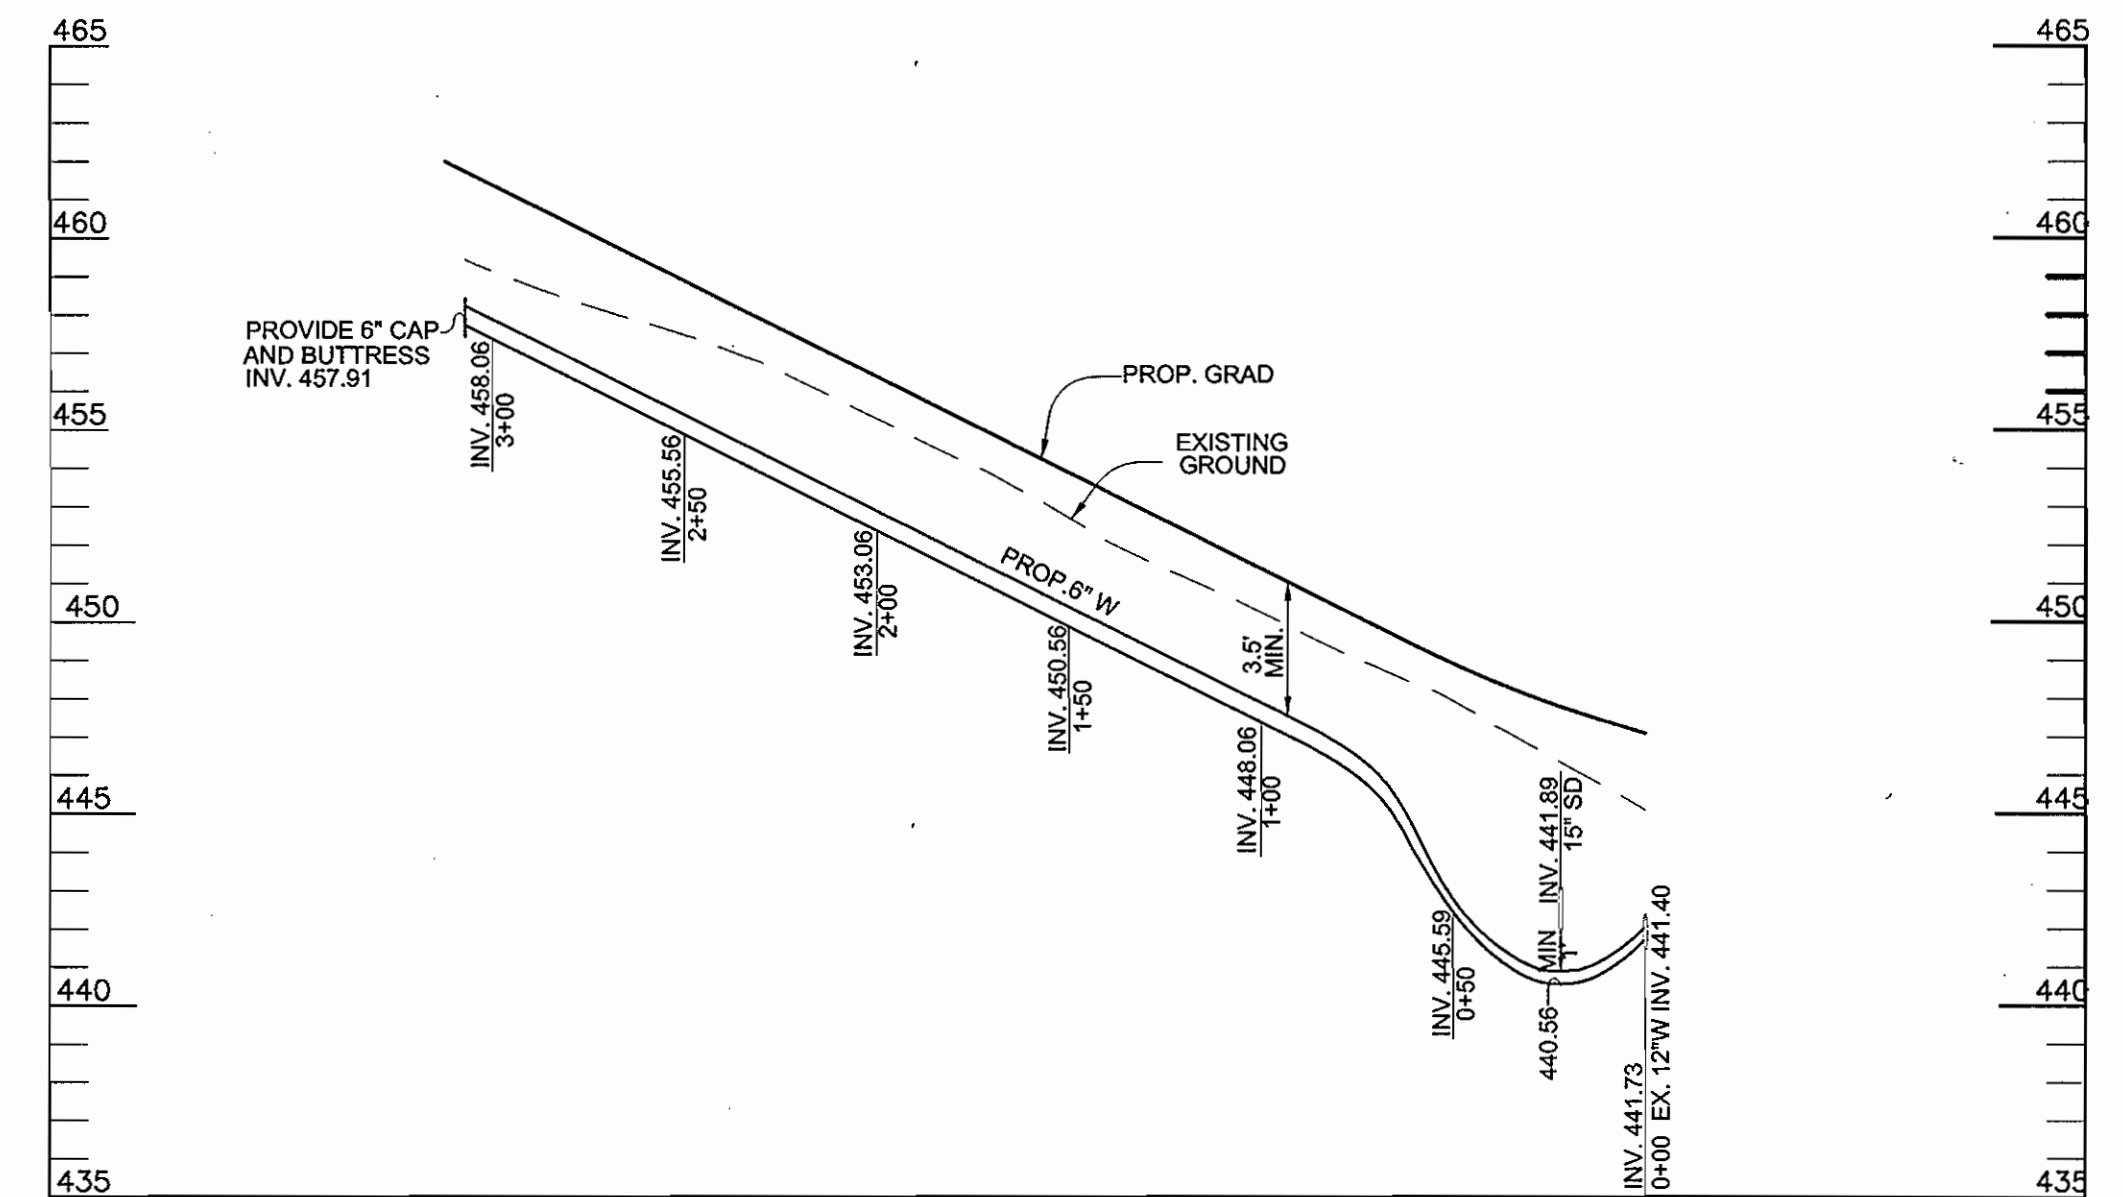 465
460
455
450
445
440
435
465
460
455
450
445
440
435
PROVIDE 6" CAP
AND BUTTRESS
INV. 457.91
INV. 458.06
3+00
INV. 455.56
2+50
INV. 453.06
2+00
INV. 450.56
1+50
INV. 448.06
1+00
INV. 445.59
0+50
PROP. GRAD
EXISTING
GROUND
PROP. 6" W
3.5'
MIN.
INV. 441.89
15" SD
MIN
1'
440.56
INV. 441.73
0+00 EX. 12"W INV. 441.40